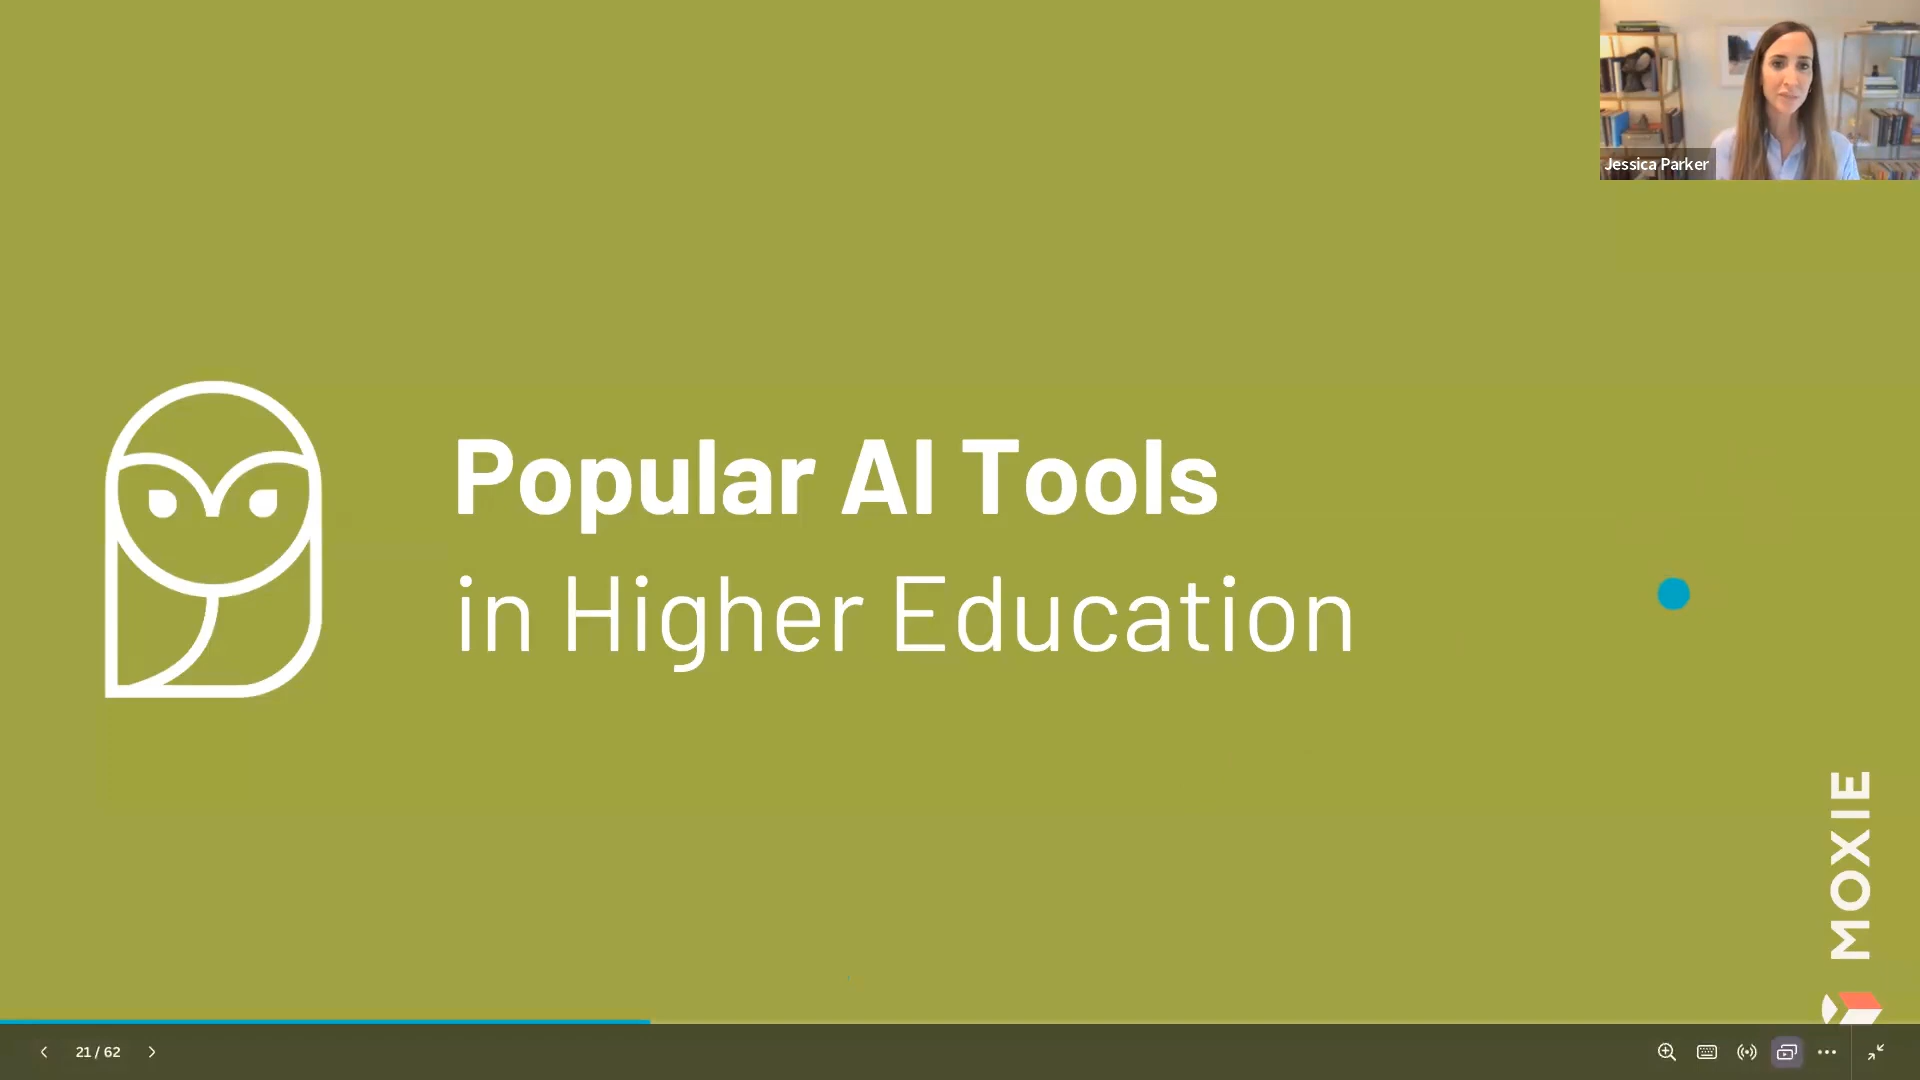 Jessica Parker
Popular AI Tools
in Higher Education
MOXIE
21 / 62